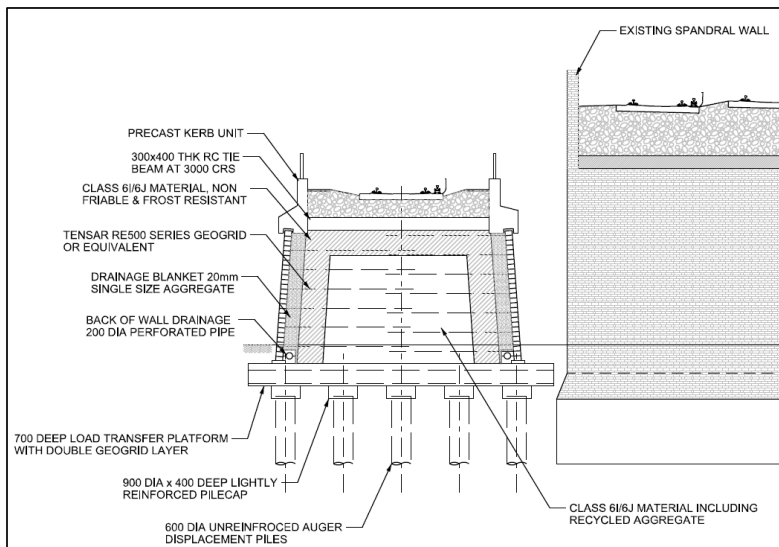 EXISTING SPANDRAL WALL
PRECAST KERB UNIT
300x400 THK RC TIE
BEAM AT 3000 CRS
CLASS 6I/6J MATERIAL, NON
FRIABLE & FROST RESISTANT
TENSAR RE500 SERIES GEOGRID
OR EQUIVALENT
DRAINAGE BLANKET 20mm
SINGLE SIZE AGGREGATE
BACK OF WALL DRAINAGE
200 DIA PERFORATED PIPE
700 DEEP LOAD TRANSFER PLATFORM
WITH DOUBLE GEOGRID LAYER
900 DIA x 400 DEEP LIGHTLY
REINFORCED PILECAP
600 DIA UNREINFROCED AUGER
DISPLACEMENT PILES
CLASS 6I/6J MATERIAL INCLUDING
RECYCLED AGGREGATE